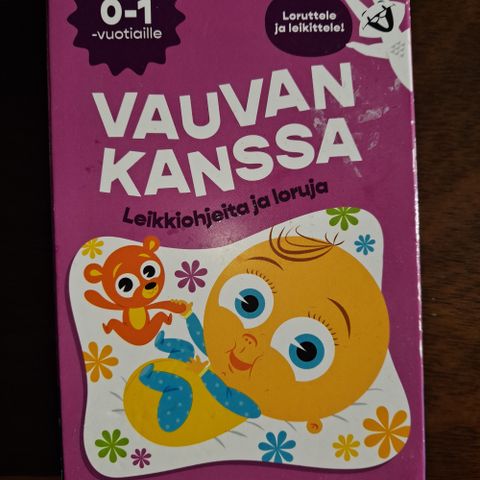 0-1
-vuotiaille
Loruttele
ja leikittele!
VAUVAN
KANSSA
Leikkiohjeita ja loruja